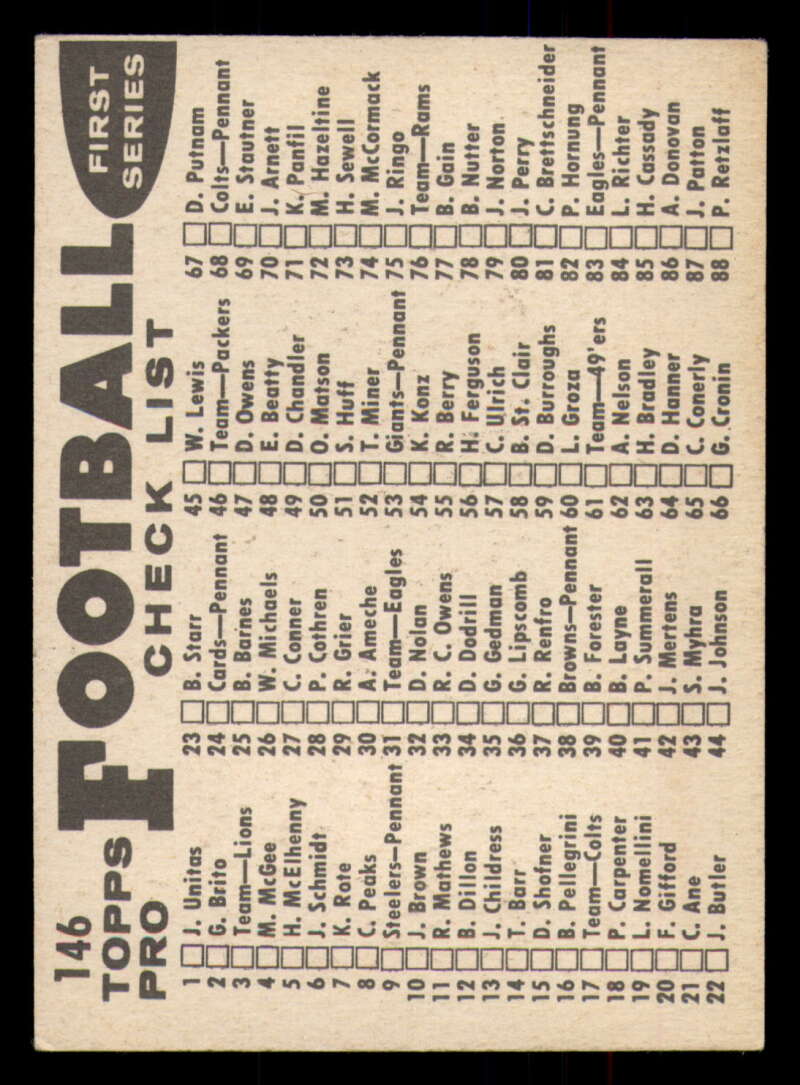 146
TOPPS
PRO
FOOTBALL
CHECK LIST
FIRST
SERIES
1 J. Unitas
2 G. Brito
3 Team—Lions
4 M. McGee
5 H. McElhenny
6 J. Schmidt
7 K. Rote
8 C. Peaks
9 Steelers—Pennant
10 J. Brown
11 R. Mathews
12 B. Dillon
13 J. Childress
14 T. Barr
15 D. Shofner
16 B. Pellegrini
17 Team—Colts
18 P. Carpenter
19 L. Nomellini
20 F. Gifford
21 C. Ane
22 J. Butler
23 B. Starr
24 Cards—Pennant
25 B. Barnes
26 W. Michaels
27 C. Conner
28 P. Cothren
29 R. Grier
30 A. Ameche
31 Team—Eagles
32 D. Nolan
33 R. C. Owens
34 D. Dodrill
35 G. Gedman
36 G. Lipscomb
37 R. Renfro
38 Browns—Pennant
39 B. Forester
40 B. Layne
41 P. Summerall
42 J. Mertens
43 S. Myhra
44 J. Johnson
45 W. Lewis
46 Team—Packers
47 D. Owens
48 E. Beatty
49 D. Chandler
50 O. Matson
51 S. Huff
52 T. Miner
53 Giants—Pennant
54 K. Konz
55 R. Berry
56 H. Ferguson
57 C. Ulrich
58 B. St. Clair
59 D. Burroughs
60 L. Groza
61 Team—49'ers
62 A. Nelson
63 H. Bradley
64 D. Hanner
65 C. Conerly
66 G. Cronin
67 D. Putnam
68 Colts—Pennant
69 E. Stautner
70 J. Arnett
71 K. Panfil
72 M. Hazeltine
73 H. Sewell
74 M. McCormack
75 J. Ringo
76 Team—Rams
77 B. Gain
78 B. Nutter
79 J. Norton
80 J. Perry
81 C. Brettschneider
82 P. Hornung
83 Eagles—Pennant
84 L. Richter
85 H. Cassady
86 A. Donovan
87 J. Patton
88 P. Retzlaff